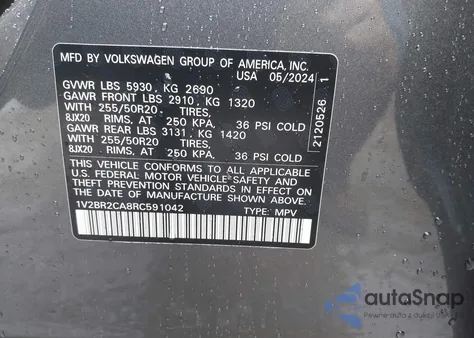 MFD BY VOLKSWAGEN GROUP OF AMERICA, INC.
USA 05/2024
GVWR LBS 5930, KG 2690
GAWR FRONT LBS 2910, KG 1320
WITH 255/50R20 TIRES,
8JX20 RIMS, AT 250 KPA, 36 PSI COLD
GAWR REAR LBS 3131, KG 1420
WITH 255/50R20 TIRES,
8JX20 RIMS, AT 250 KPA, 36 PSI COLD
THIS VEHICLE CONFORMS TO ALL APPLICABLE
U.S. FEDERAL MOTOR VEHICLE STANDARDS IN EFFECT ON
THE DATE OF MANUFACTURE SHOWN ABOVE.
1V2BR2CA8RC591042 TYPE: MPV
2120526 1
autoSnap
Pewne auta z USA